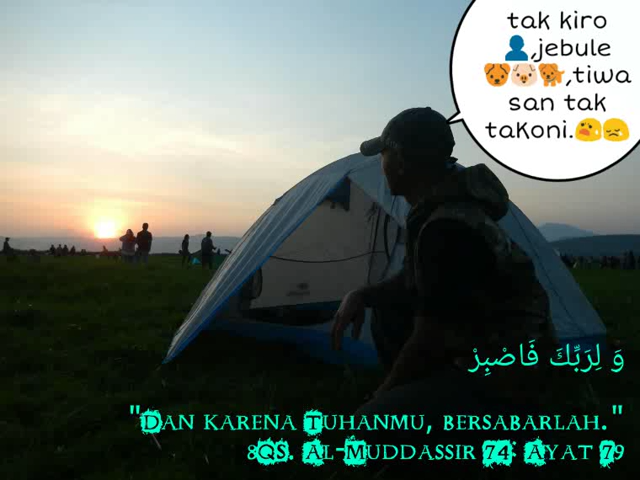 tak kiro
👤,jebule
🐶🐷🐕,tiwa
san tak
takoni.😧😢
وَ لِرَبِّكَ فَاصْبِرْ
"Dan karena Tuhanmu, bersabarlah."
8QS. Al-Muddassir 74: Ayat 79